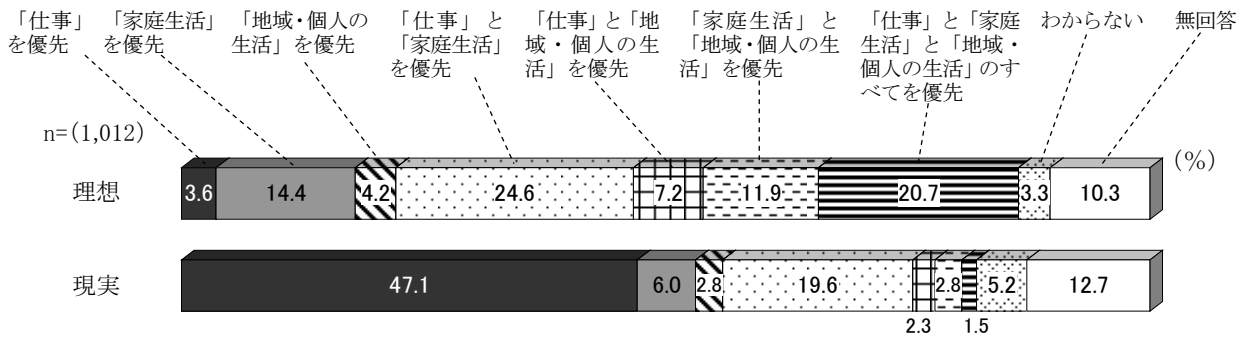 「仕事」
を優先
「家庭生活」
を優先
「地域・個人の
生活」を優先
「仕事」と
「家庭生活」
を優先
「仕事」と「地
域・個人の生
活」を優先
「家庭生活」と
「地域・個人の生
活」を優先
「仕事」と「家庭
生活」と「地域・
個人の生活」のす
べてを優先
わからない
無回答
n=(1,012)
(%)
理想
3.6
14.4
4.2
24.6
7.2
11.9
20.7
3.3
10.3
現実
47.1
6.0
2.8
19.6
2.3
2.8
1.5
5.2
12.7